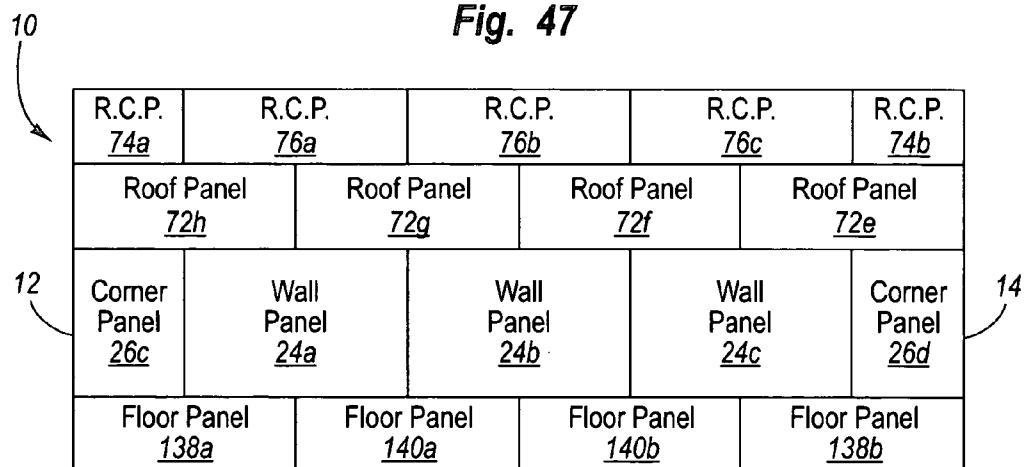 Fig. 47
10
R.C.P. R.C.P. R.C.P. R.C.P. R.C.P.
74a 76a 76b 76c 74b
Roof Panel Roof Panel Roof Panel Roof Panel
72h 72g 72f 72e
12 14
Corner Wall Wall Wall Corner
Panel Panel Panel Panel Panel
26c 24a 24b 24c 26d
Floor Panel Floor Panel Floor Panel Floor Panel
138a 140a 140b 138b